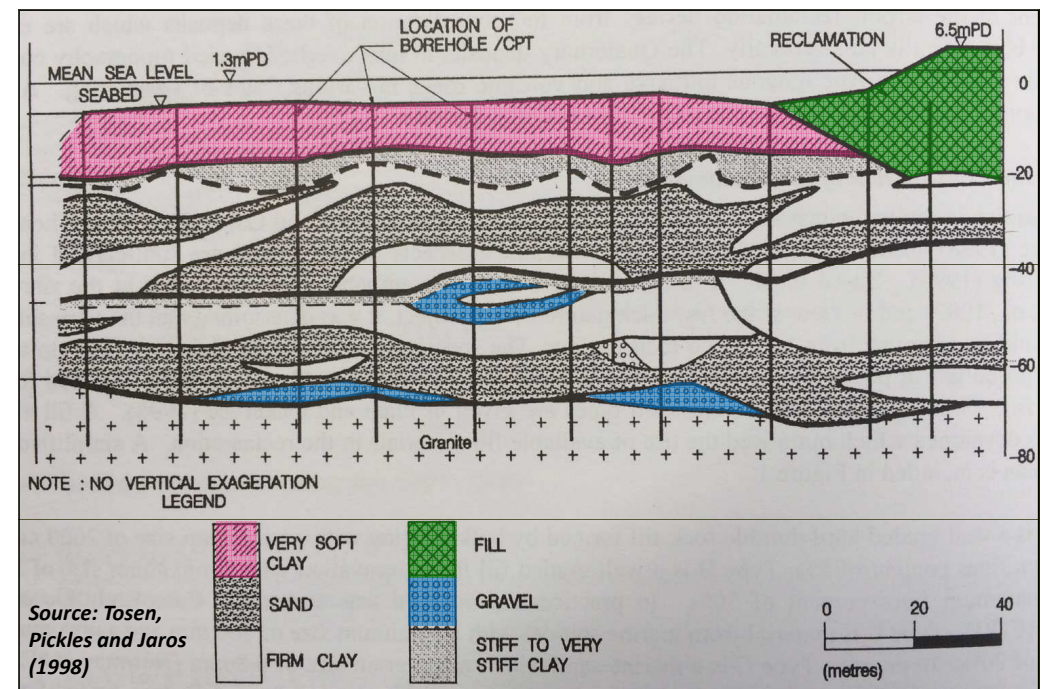 LOCATION OF
BOREHOLE /CPT
RECLAMATION
6.5mPD
MEAN SEA LEVEL
1.3mPD
SEABED
0
-20
-40
-60
-80
Granite
NOTE : NO VERTICAL EXAGERATION
LEGEND
VERY SOFT
CLAY
SAND
FIRM CLAY
FILL
GRAVEL
STIFF TO VERY
STIFF CLAY
Source: Tosen,
Pickles and Jaros
(1998)
0 20 40
(metres)